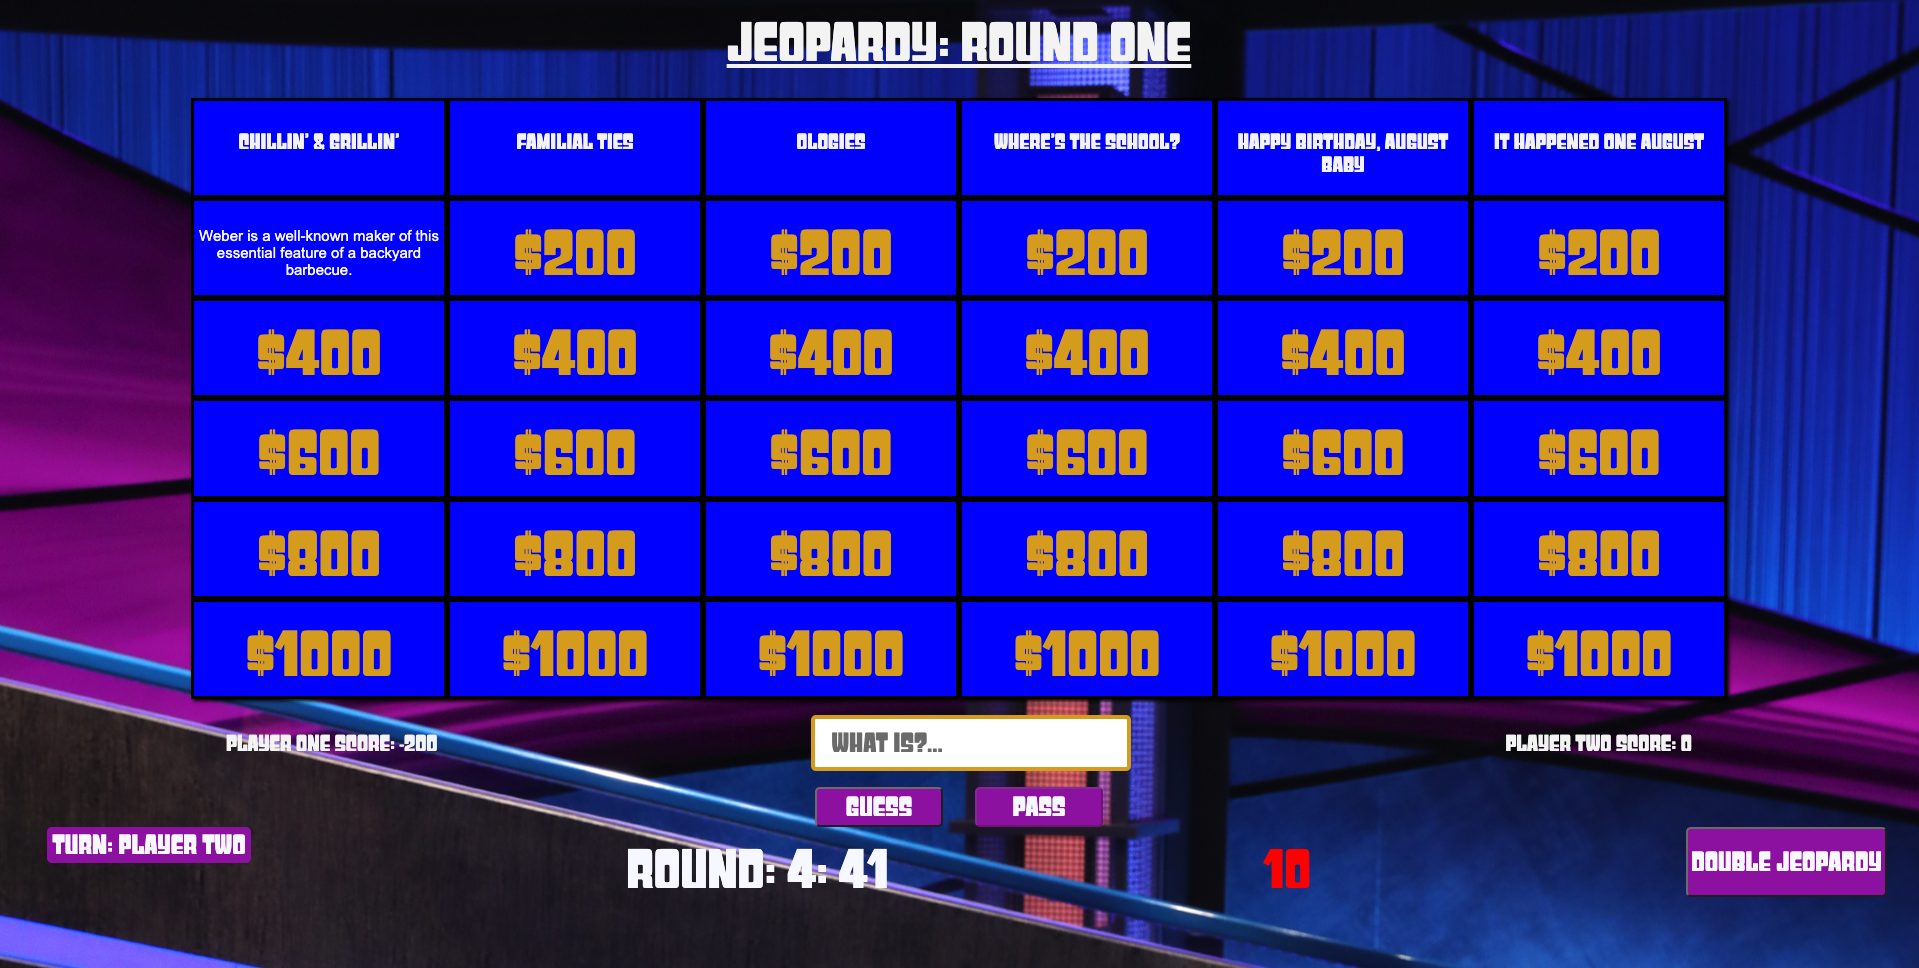 JEOPARDY: ROUND ONE
CHILLIN' & GRILLIN'
FAMILIAL TIES
OLOGIES
WHERE'S THE SCHOOL?
HAPPY BIRTHDAY, AUGUST
BABY
IT HAPPENED ONE AUGUST
Weber is a well-known maker of this
essential feature of a backyard
barbecue.
$200
$200
$200
$200
$200
$400
$400
$400
$400
$400
$400
$600
$600
$600
$600
$600
$600
$800
$800
$800
$800
$800
$800
$1000
$1000
$1000
$1000
$1000
$1000
PLAYER ONE SCORE: -200
WHAT IS?...
PLAYER TWO SCORE: 0
GUESS
PASS
TURN: PLAYER TWO
ROUND: 4: 41
10
DOUBLE JEOPARDY